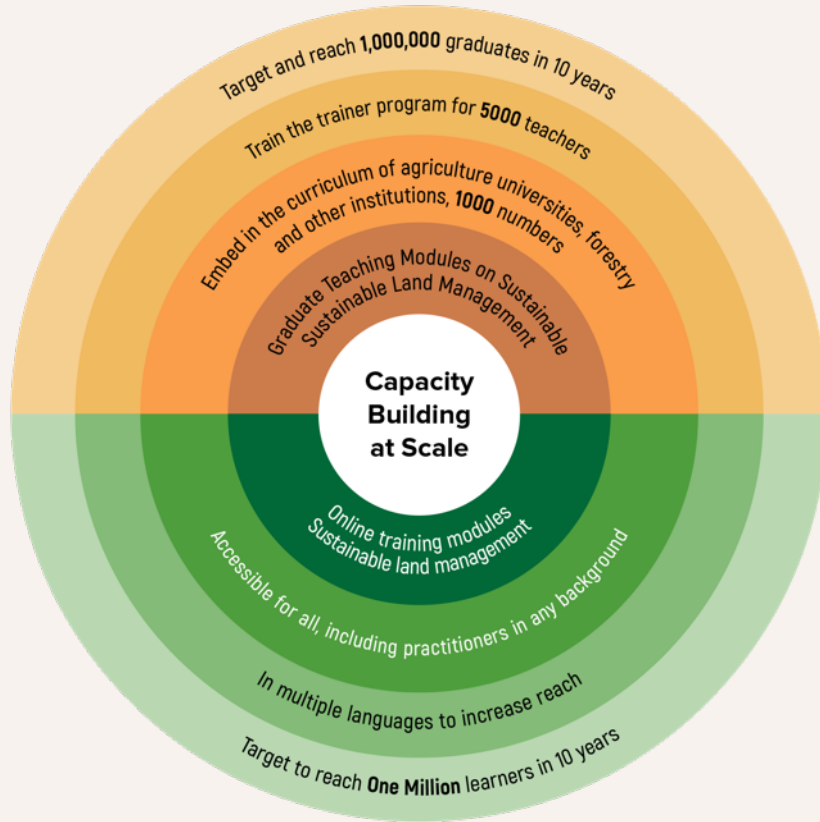 Target and reach 1,000,000 graduates in 10 years
Train the trainer program for 5000 teachers
Embed in the curriculum of agriculture universities, forestry
and other institutions, 1000 numbers
Graduate Teaching Modules on Sustainable
Sustainable Land Management
Capacity
Building
at Scale
Online training modules
Sustainable land management
Accessible for all, including practitioners in any background
In multiple languages to increase reach
Target to reach One Million learners in 10 years